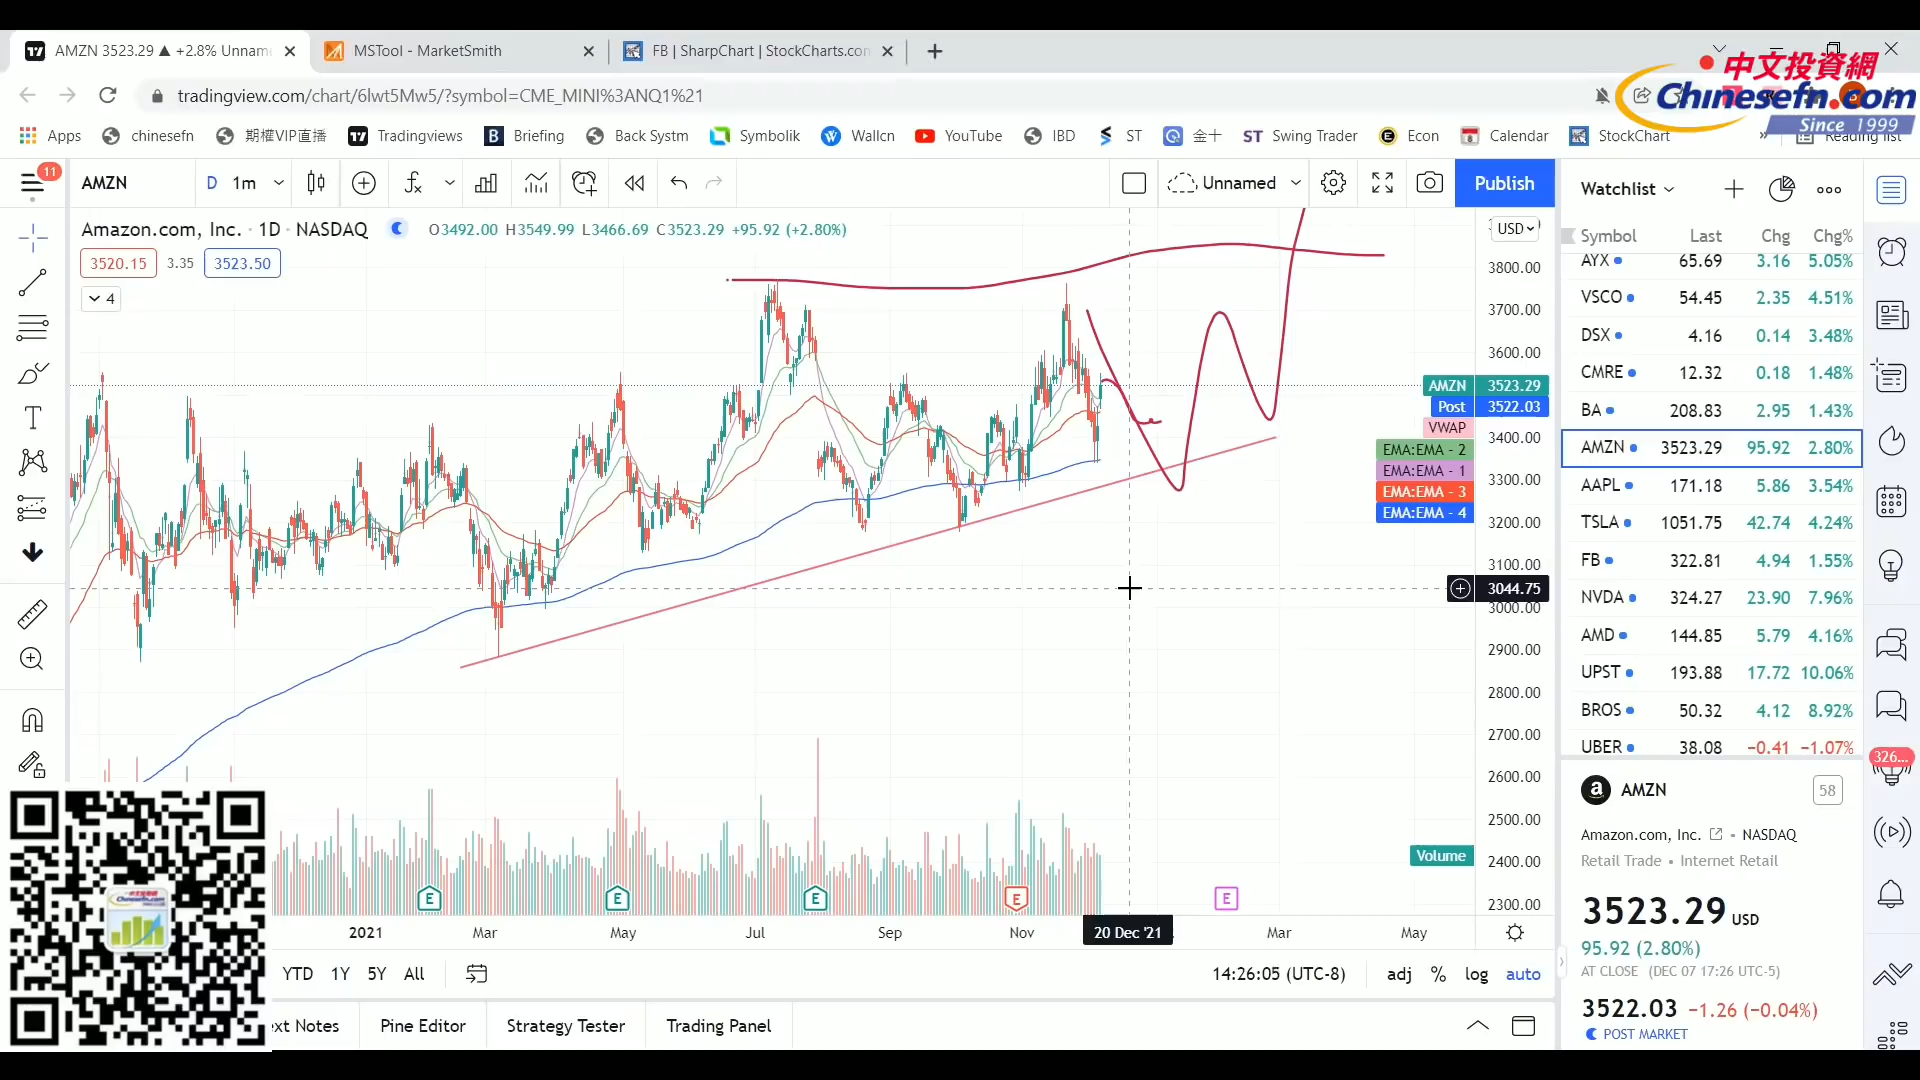 AMZN 3523.29 ▲ +2.8% Unnam
MSTool - MarketSmith
FB | SharpChart | StockCharts.con
中文投資網
Chinesefn.com
Since 1999
tradingview.com/chart/6lwt5Mw5/?symbol=CME_MINI%3ANQ1%21
Apps
chinesefn
期權VIP直播
Tradingviews
Briefing
Back Systm
Symbolik
Wallcn
YouTube
IBD
ST
金十
ST Swing Trader
Econ
Calendar
StockChart
»
Reading list
11
AMZN
D 1m
Unnamed
Publish
Amazon.com, Inc. · 1D · NASDAQ
O3492.00 H3549.99 L3466.69 C3523.29 +95.92 (+2.80%)
3520.15 3.35 3523.50
4
USD
3800.00
3700.00
3600.00
AMZN 3523.29
Post 3522.03
VWAP
3400.00
EMA:EMA - 2
EMA:EMA - 1
3300.00
EMA:EMA - 3
EMA:EMA - 4
3200.00
3100.00
3044.75
3000.00
2900.00
2800.00
2700.00
2600.00
2500.00
Volume
2400.00
2300.00
E E E E E
2021 Mar May Jul Sep Nov 20 Dec '21 Mar May
YTD 1Y 5Y All
14:26:05 (UTC-8) adj % log auto
ext Notes
Pine Editor
Strategy Tester
Trading Panel
Watchlist
Symbol Last Chg Chg%
AYX 65.69 3.16 5.05%
VSCO 54.45 2.35 4.51%
DSX 4.16 0.14 3.48%
CMRE 12.32 0.18 1.48%
BA 208.83 2.95 1.43%
AMZN 3523.29 95.92 2.80%
AAPL 171.18 5.86 3.54%
TSLA 1051.75 42.74 4.24%
FB 322.81 4.94 1.55%
NVDA 324.27 23.90 7.96%
AMD 144.85 5.79 4.16%
UPST 193.88 17.72 10.06%
BROS 50.32 4.12 8.92%
UBER 38.08 −0.41 −1.07%
326...
AMZN 58
Amazon.com, Inc. • NASDAQ
Retail Trade • Internet Retail
3523.29 USD
95.92 (2.80%)
AT CLOSE (DEC 07 17:26 UTC-5)
3522.03 −1.26 (−0.04%)
POST MARKET
中文投資網
Chinesefn.com